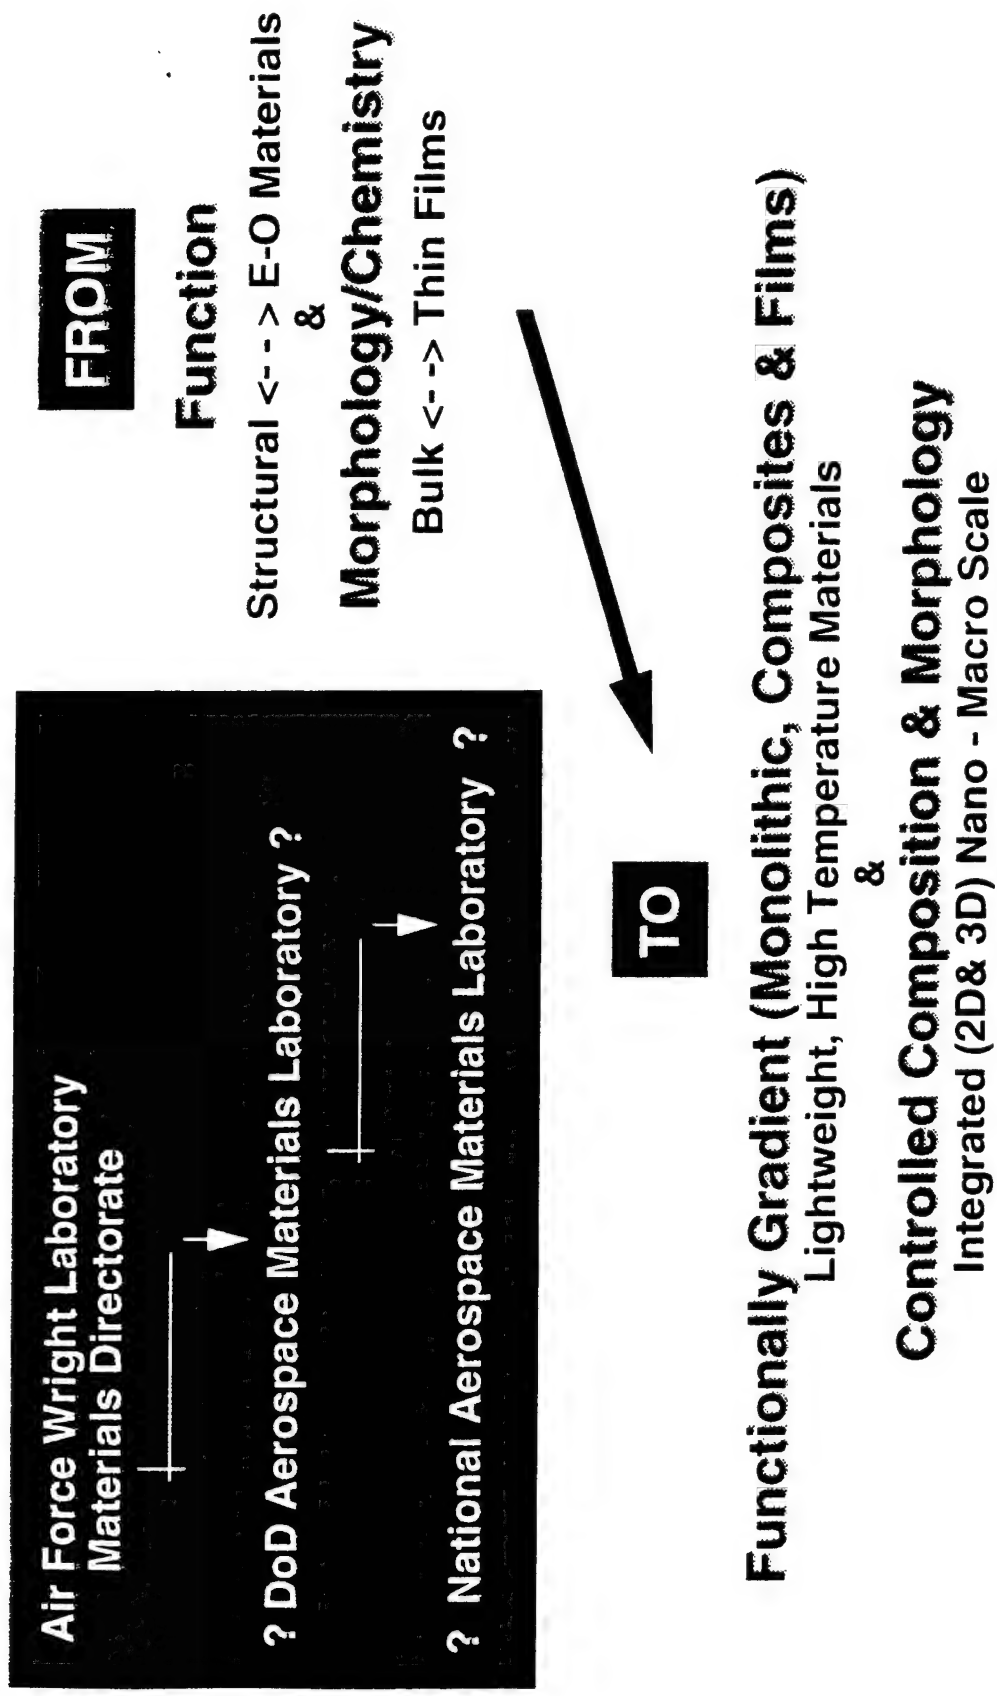 Air Force Wright Laboratory
Materials Directorate
? DoD Aerospace Materials Laboratory ?
? National Aerospace Materials Laboratory ?
FROM
Function
Structural <- - > E-O Materials
&
Morphology/Chemistry
Bulk <- -> Thin Films
TO
Functionally Gradient (Monolithic, Composites & Films)
Lightweight, High Temperature Materials
&
Controlled Composition & Morphology
Integrated (2D& 3D) Nano - Macro Scale